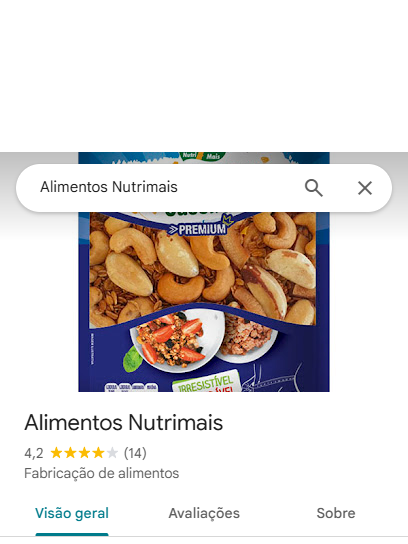 Nutri Mais
Alimentos Nutrimais
PREMIUM
IRRESISTÍVEL
Alimentos Nutrimais
4,2 (14)
Fabricação de alimentos
Visão geral Avaliações Sobre